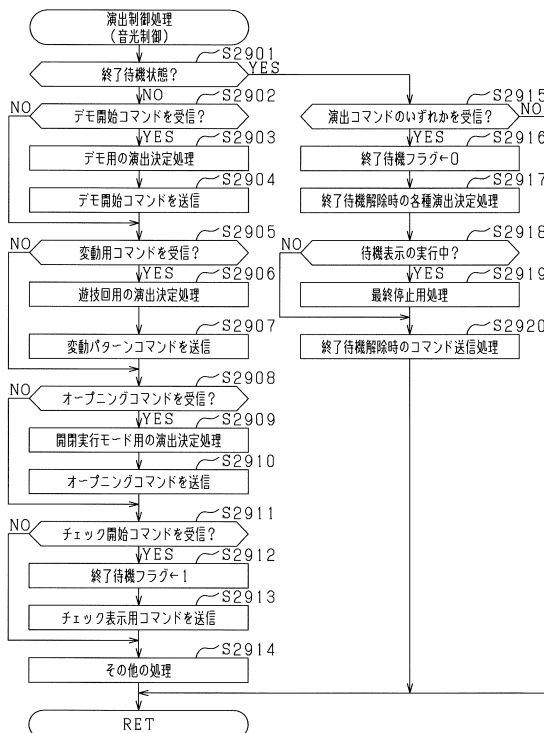 演出制御処理
(音光制御)
S2901
終了待機状態?
YES
NO
S2902
デモ開始コマンドを受信?
NO
YES
S2903
デモ用の演出決定処理
S2904
デモ開始コマンドを送信
S2905
変動用コマンドを受信?
NO
YES
S2906
遊技回用の演出決定処理
S2907
変動パターンコマンドを送信
S2908
オープニングコマンドを受信?
NO
YES
S2909
開閉実行モード用の演出決定処理
S2910
オープニングコマンドを送信
S2911
チェック開始コマンドを受信?
NO
YES
S2912
終了待機フラグ←1
S2913
チェック表示用コマンドを送信
S2914
その他の処理
RET
S2915
演出コマンドのいずれかを受信?
NO
YES
S2916
終了待機フラグ←0
S2917
終了待機解除時の各種演出決定処理
S2918
待機表示の実行中?
NO
YES
S2919
最終停止用処理
S2920
終了待機解除時のコマンド送信処理